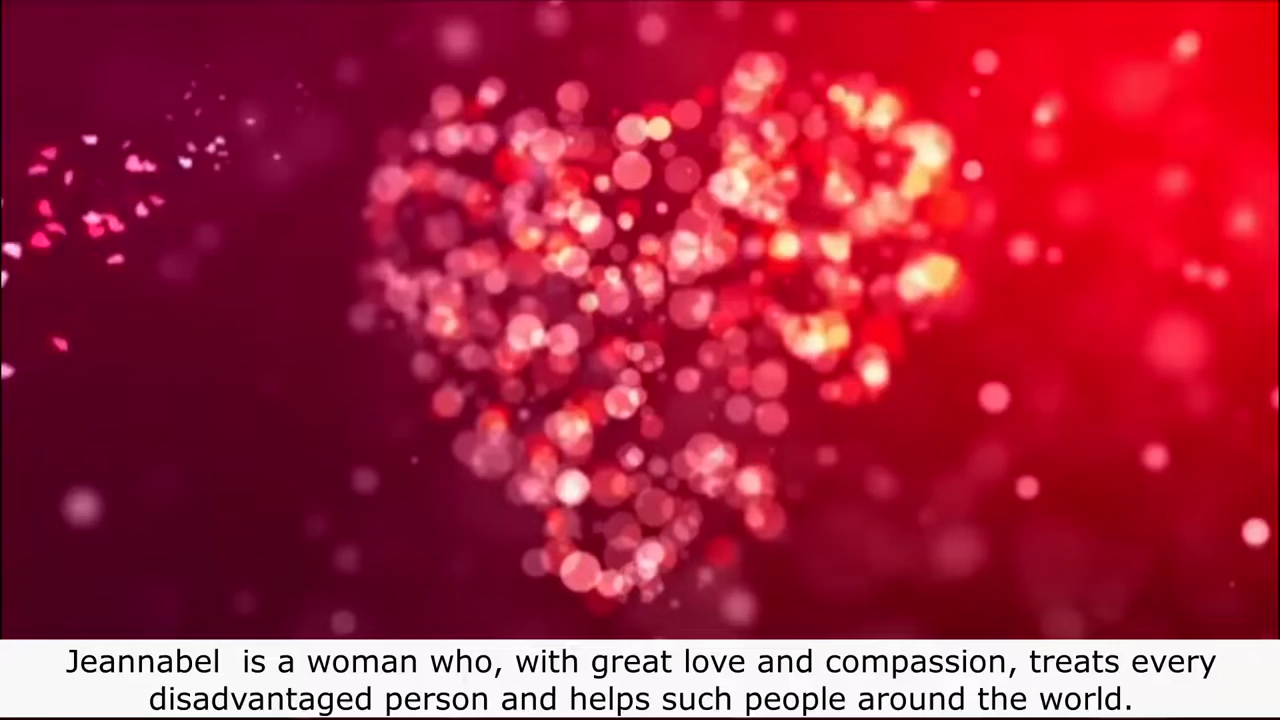 Jeannabel  is a woman who, with great love and compassion, treats every
disadvantaged person and helps such people around the world.